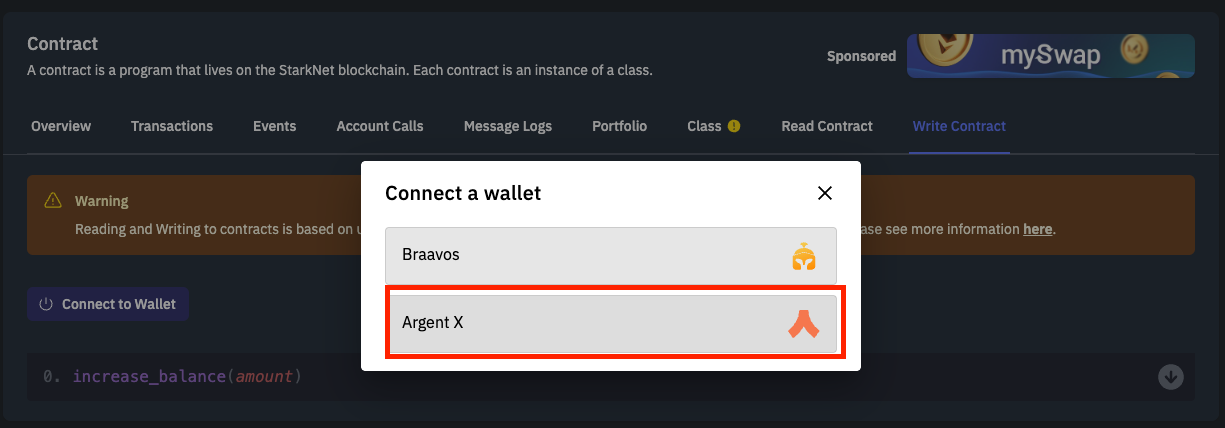 Contract
A contract is a program that lives on the StarkNet blockchain. Each contract is an instance of a class.
Sponsored
mySwap
Overview Transactions Events Account Calls Message Logs Portfolio Class Read Contract Write Contract
Warning
Reading and Writing to contracts is based on
see more information here.
Connect a wallet
Braavos
Argent X
Connect to Wallet
0. increase_balance(amount)